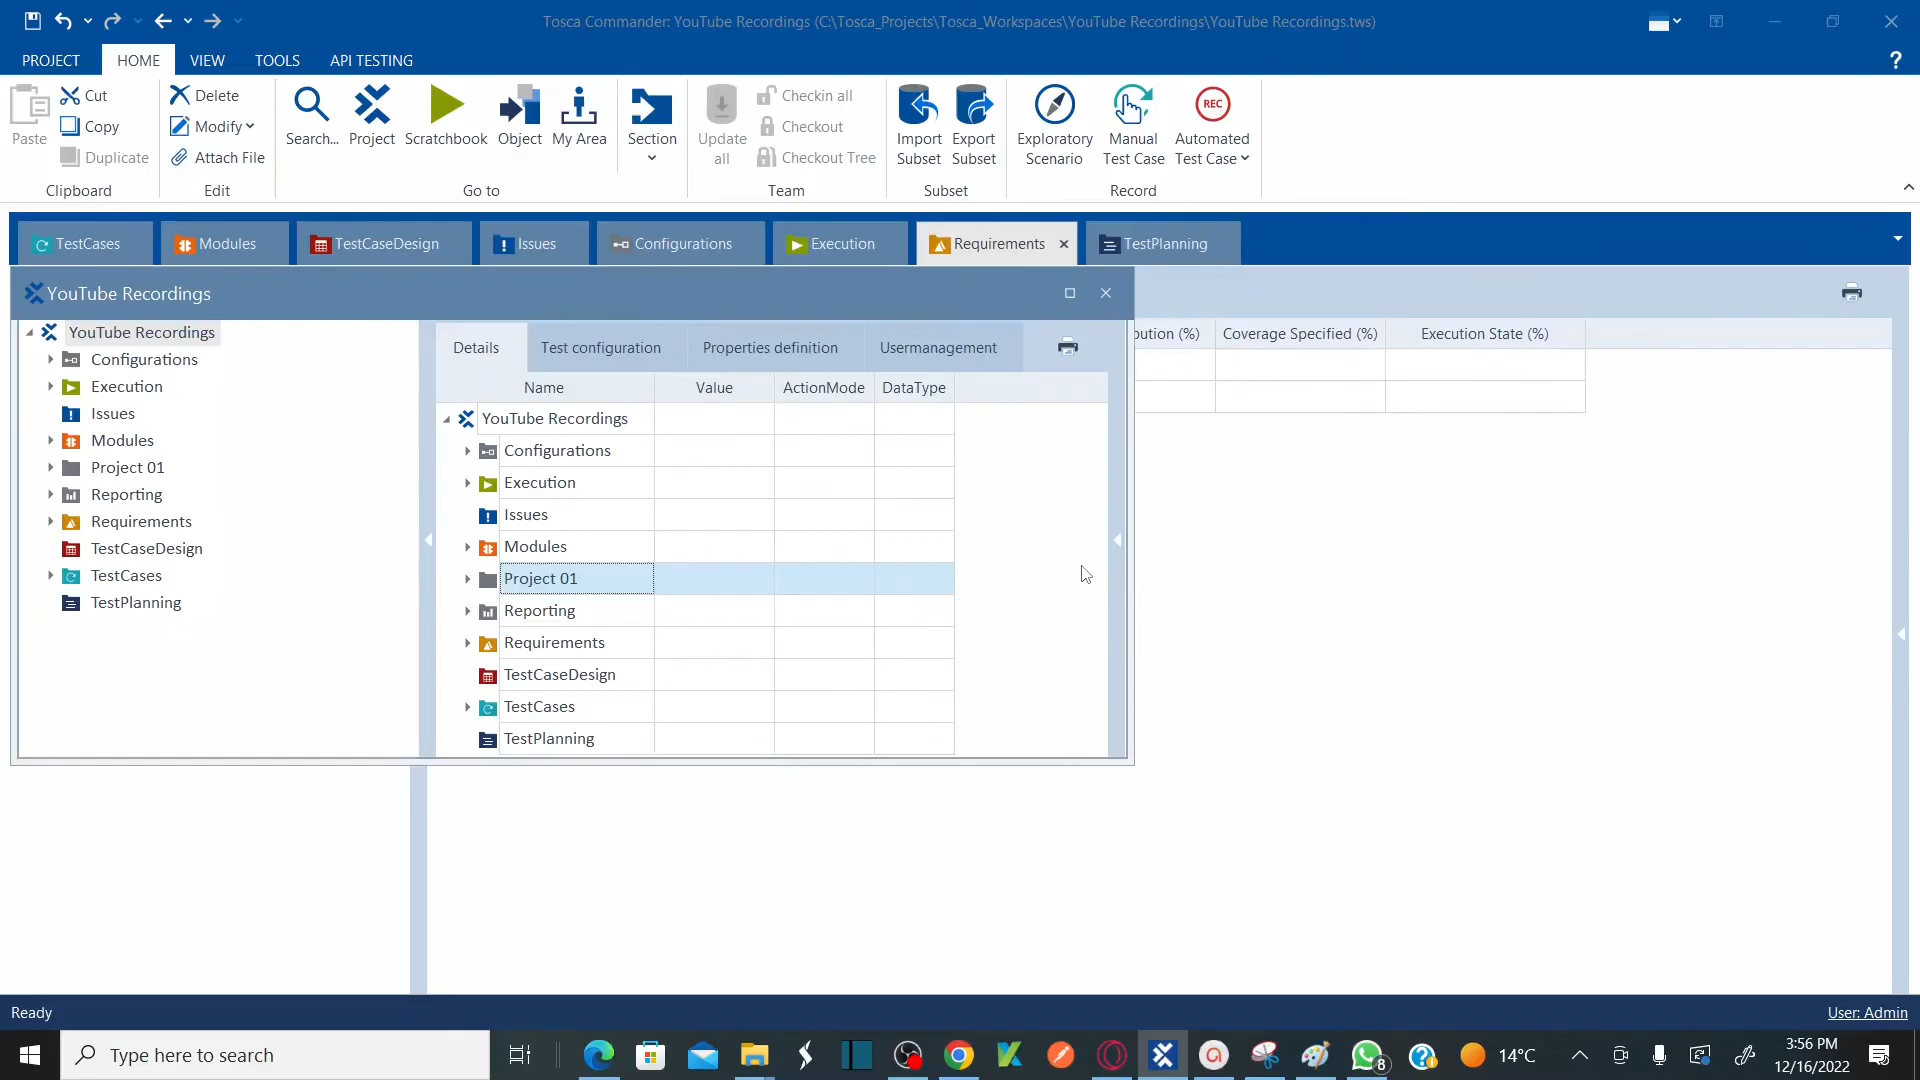 Tosca Commander: YouTube Recordings (C:\Tosca_Projects\Tosca_Workspaces\YouTube Recordings\YouTube Recordings.tws)
PROJECT HOME VIEW TOOLS API TESTING ?
Paste
Cut
Copy
Duplicate
Clipboard
Delete
Modify
Attach File
Edit
Search... Project Scratchbook Object My Area Section
Go to
Update all
Checkin all
Checkout
Checkout Tree
Team
Import Subset
Export Subset
Subset
Exploratory Scenario
Manual Test Case
REC
Automated Test Case
Record
TestCases Modules TestCaseDesign Issues Configurations Execution Requirements TestPlanning
YouTube Recordings
YouTube Recordings
Configurations
Execution
Issues
Modules
Project 01
Reporting
Requirements
TestCaseDesign
TestCases
TestPlanning
Details Test configuration Properties definition Usermanagement
Name Value ActionMode DataType
YouTube Recordings
Configurations
Execution
Issues
Modules
Project 01
Reporting
Requirements
TestCaseDesign
TestCases
TestPlanning
bution (%) Coverage Specified (%) Execution State (%)
Ready
User: Admin
Type here to search
8
14°C
3:56 PM
12/16/2022